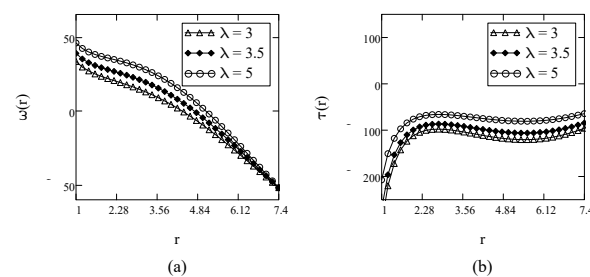 50
0
50
-
ω(r)
λ = 3
λ = 3.5
λ = 5
1 2.28 3.56 4.84 6.12 7.4
r
(a)
150
0
100
200
-
-
τ(r)
λ = 3
λ = 3.5
λ = 5
1 2.28 3.56 4.84 6.12 7.4
r
(b)